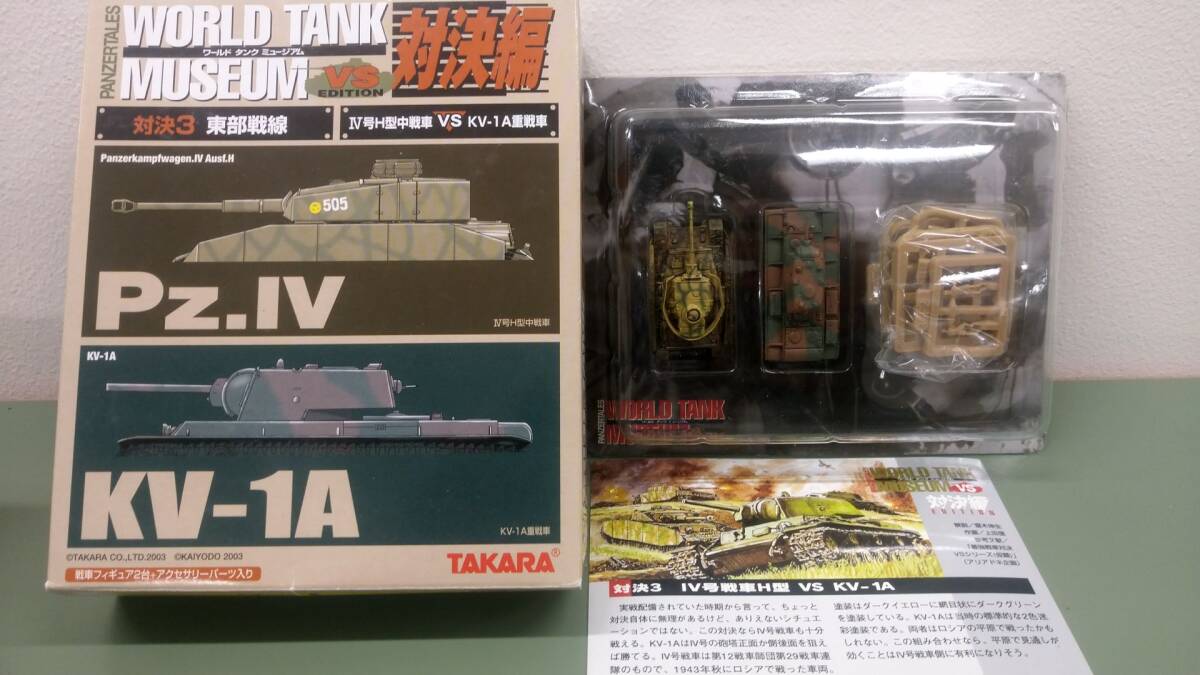 PANZERTALES
WORLD TANK
ワールド タンク ミュージアム
MUSEUM
VS
EDITION
対決編
対決3 東部戦線
Ⅳ号H型中戦車 VS KV-1A重戦車
Panzerkampfwagen.IV Ausf.H
505
Pz.IV
Ⅳ号H型中戦車
KV-1A
KV-1A
KV-1A重戦車
©TAKARA CO.,LTD.2003 ©KAIYODO 2003
TAKARA®
戦車フィギュア2台+アクセサリーパーツ入り
PANZERTALES
WORLD TANK
MUSEUM
WORLD TANK
MUSEUM VS
対決編
EDITION
参考文献/
「最強戦車対決
対決3 Ⅳ号戦車H型 VS KV-1A
実戦配備されていた時期から言って、ちょっと
対決自体に無理があるけど、ありえないシチュエ
ーションではない。この対決ならⅣ号戦車も十分
戦える。KV-1AはⅣ号の砲塔正面か側後面を狙え
ば勝てる。Ⅳ号戦車は第12戦車師団第29戦車連
隊のもので、1943年秋にロシアで戦った車両。
塗装はダークイエローに網目状にダークグリーン
を塗装している。KV-1Aは当時の標準的な2色迷
彩塗装である。両者はロシアの平原で戦ったかも
しれない。この組み合わせなら、平原で見通しが
効くことはⅣ号戦車側に有利になりそう。